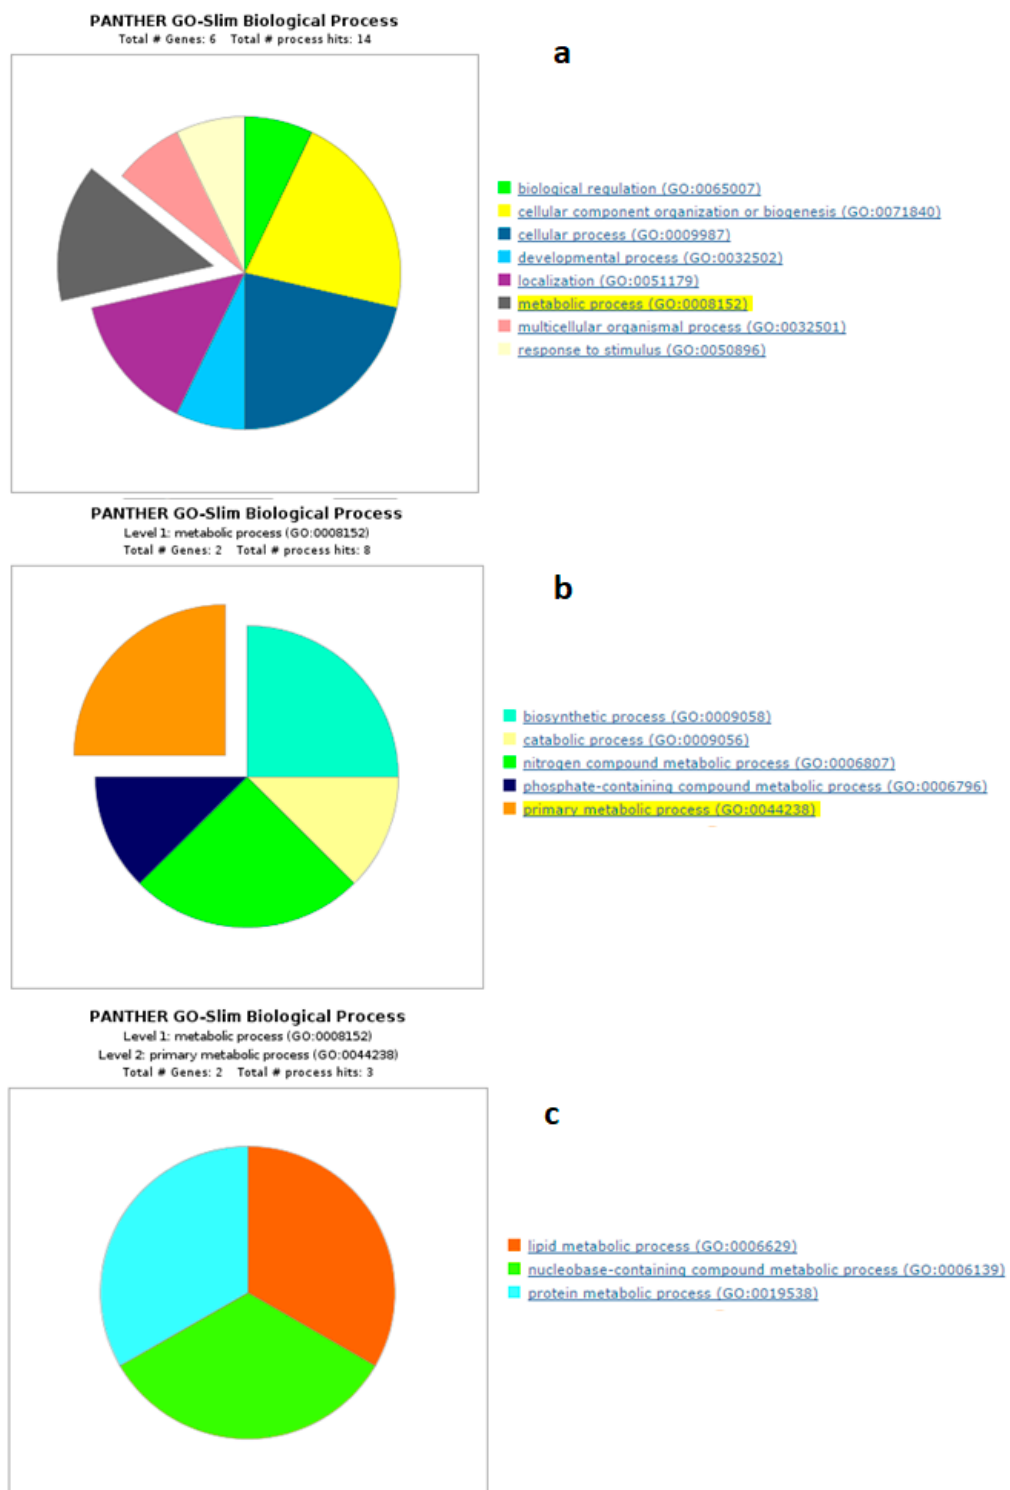 PANTHER GO-Slim Biological Process
Total # Genes: 6 Total # process hits: 14
a
biological regulation (GO:0065007)
cellular component organization or biogenesis (GO:0071840)
cellular process (GO:0009987)
developmental process (GO:0032502)
localization (GO:0051179)
metabolic process (GO:0008152)
multicellular organismal process (GO:0032501)
response to stimulus (GO:0050896)
PANTHER GO-Slim Biological Process
Level 1: metabolic process (GO:0008152)
Total # Genes: 2 Total # process hits: 8
b
biosynthetic process (GO:0009058)
catabolic process (GO:0009056)
nitrogen compound metabolic process (GO:0006807)
phosphate-containing compound metabolic process (GO:0006796)
primary metabolic process (GO:0044238)
PANTHER GO-Slim Biological Process
Level 1: metabolic process (GO:0008152)
Level 2: primary metabolic process (GO:0044238)
Total # Genes: 2 Total # process hits: 3
c
lipid metabolic process (GO:0006629)
nucleobase-containing compound metabolic process (GO:0006139)
protein metabolic process (GO:0019538)